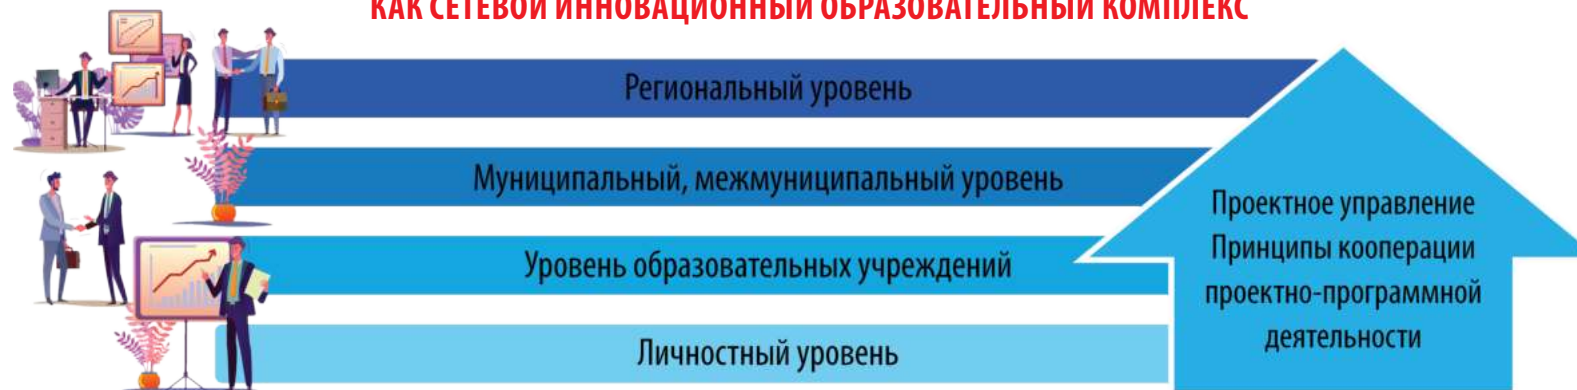 КАК СЕТЕВОЙ ИННОВАЦИОННЫЙ ОБРАЗОВАТЕЛЬНЫЙ КОМПЛЕКС
Региональный уровень
Муниципальный, межмуниципальный уровень
Уровень образовательных учреждений
Личностный уровень
Проектное управление
Принципы кооперации
проектно-программной
деятельности